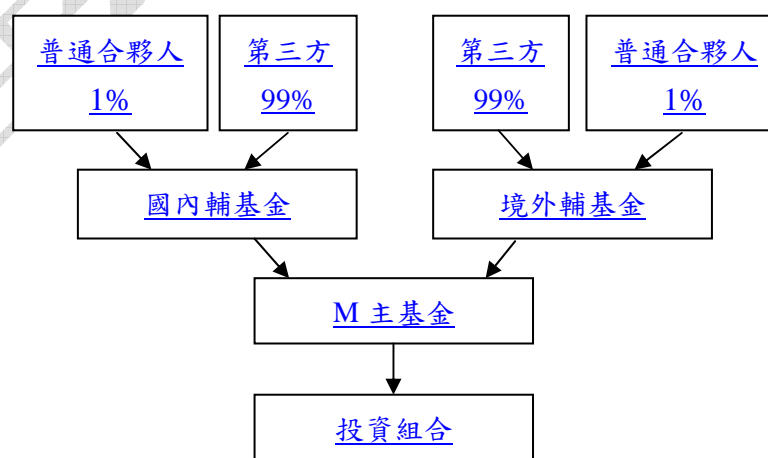 普通合夥人
1%
第三方
99%
第三方
99%
普通合夥人
1%
國內輔基金
境外輔基金
M 主基金
投資組合